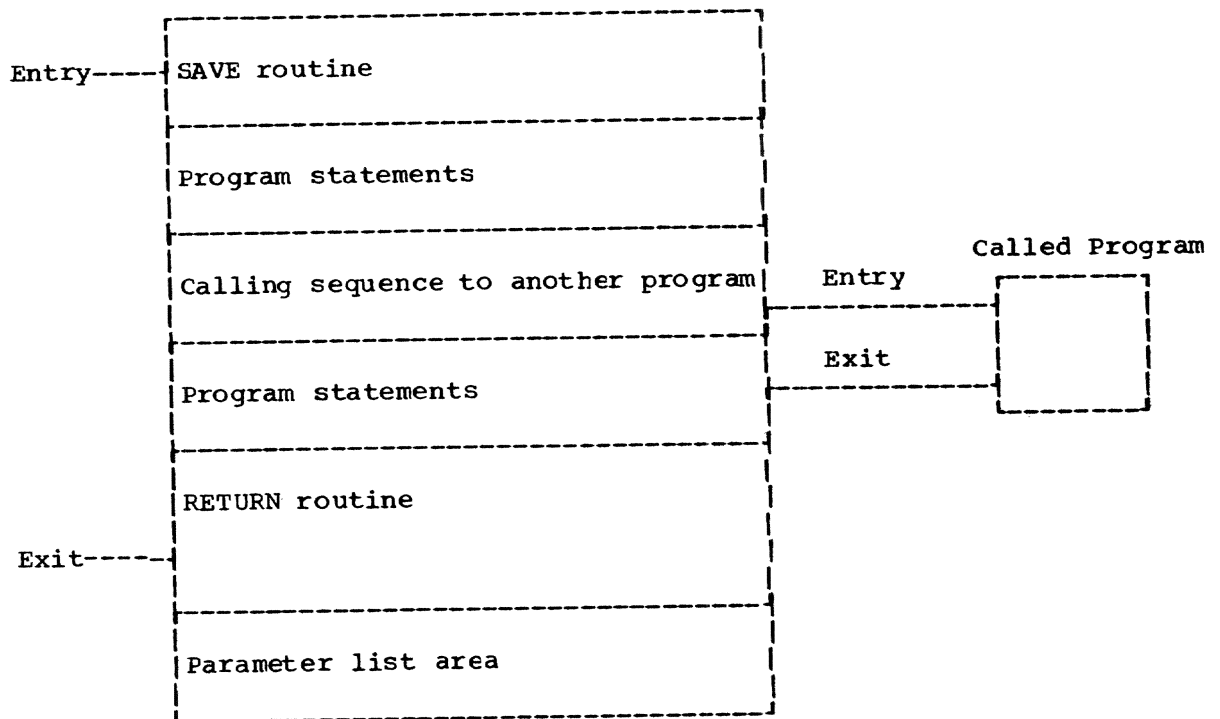 Entry
SAVE routine
Program statements
Calling sequence to another program
Entry
Called Program
Program statements
Exit
RETURN routine
Exit
Parameter list area